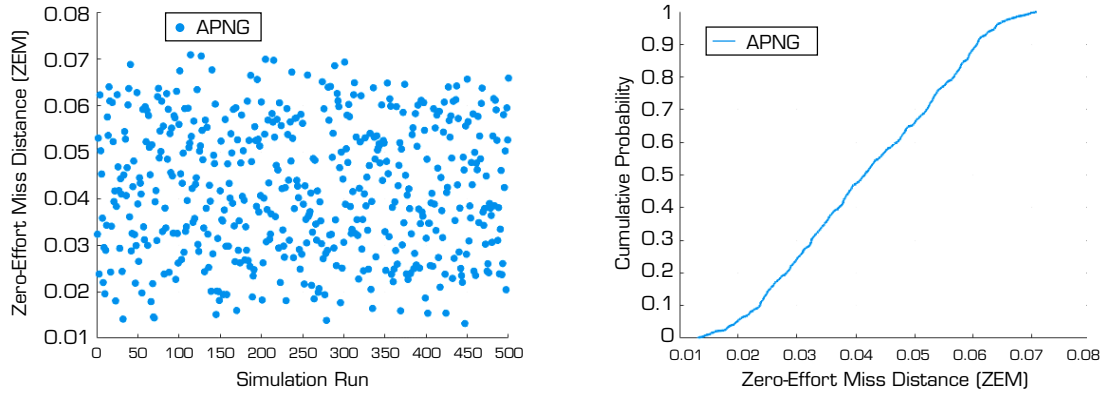 0.08
0.07
0.06
0.05
0.04
0.03
0.02
0.01
Zero-Effort Miss Distance (ZEM)
APNG
0 50 100 150 200 250 300 350 400 450 500
Simulation Run
1
0.9
0.8
0.7
0.6
0.5
0.4
0.3
0.2
0.1
0
Cumulative Probability
APNG
0.01 0.02 0.03 0.04 0.05 0.06 0.07 0.08
Zero-Effort Miss Distance (ZEM)